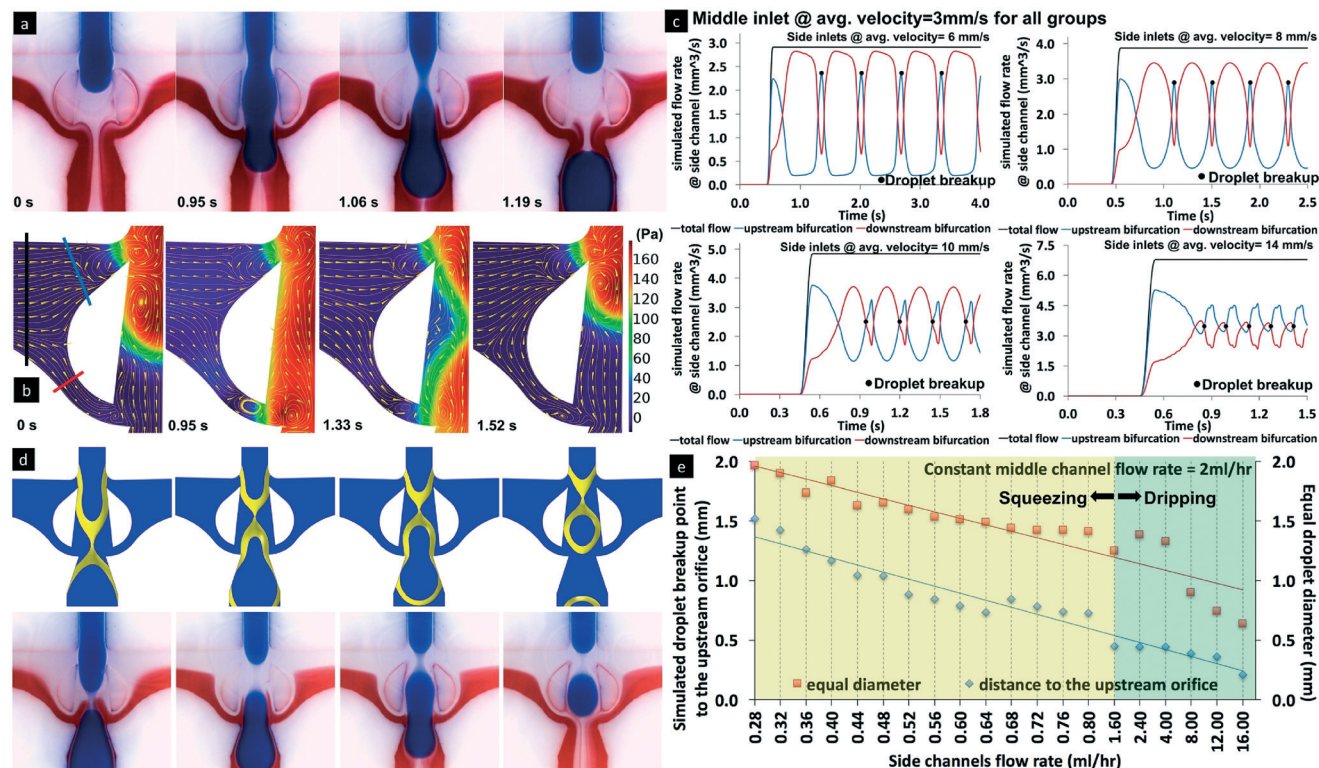 a
0 s
0.95 s
1.06 s
1.19 s
b
0 s
0.95 s
1.33 s
1.52 s
(Pa)
160
140
120
100
80
60
40
20
0
c Middle inlet @ avg. velocity=3mm/s for all groups
Side inlets @ avg. velocity= 6 mm/s
simulated flow rate
@ side channel (mm^3/s)
3.0
2.5
2.0
1.5
1.0
0.5
0.0
•Droplet breakup
0.0 1.0 2.0 3.0 4.0
Time (s)
—total flow —upstream bifurcation —downstream bifurcation
Side inlets @ avg. velocity= 8 mm/s
simulated flow rate
@ side channel (mm^3/s)
4.0
3.0
2.0
1.0
0.0
•Droplet breakup
0.0 0.5 1.0 1.5 2.0 2.5
Time (s)
—total flow —upstream bifurcation —downstream bifurcation
Side inlets @ avg. velocity= 10 mm/s
simulated flow rate
@ side channel (mm^3/s)
5.0
4.0
3.0
2.0
1.0
0.0
•Droplet breakup
0.0 0.3 0.6 0.9 1.2 1.5 1.8
Time (s)
—total flow —upstream bifurcation —downstream bifurcation
Side inlets @ avg. velocity= 14 mm/s
simulated flow rate
@ side channel (mm^3/s)
7.5
6.0
4.5
3.0
1.5
0.0
•Droplet breakup
0.0 0.3 0.6 0.9 1.2 1.5
Time (s)
—total flow —upstream bifurcation —downstream bifurcation
d
e
Constant middle channel flow rate = 2ml/hr
Squeezing
Dripping
Simulated droplet breakup point
to the upstream orifice (mm)
2.0
1.5
1.0
0.5
0.0
Equal droplet
diameter (mm)
2.0
1.5
1.0
0.5
0.0
equal diameter
distance to the upstream orifice
0.28 0.32 0.36 0.40 0.44 0.48 0.52 0.56 0.60 0.64 0.68 0.72 0.76 0.80 1.60 2.40 4.00 8.00 12.00 16.00
Side channels flow rate (ml/hr)